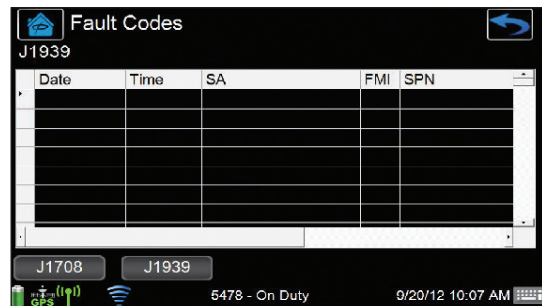 Fault Codes
J1939
Date Time SA FMI SPN
J1708 J1939
GPS 5478 - On Duty 9/20/12 10:07 AM